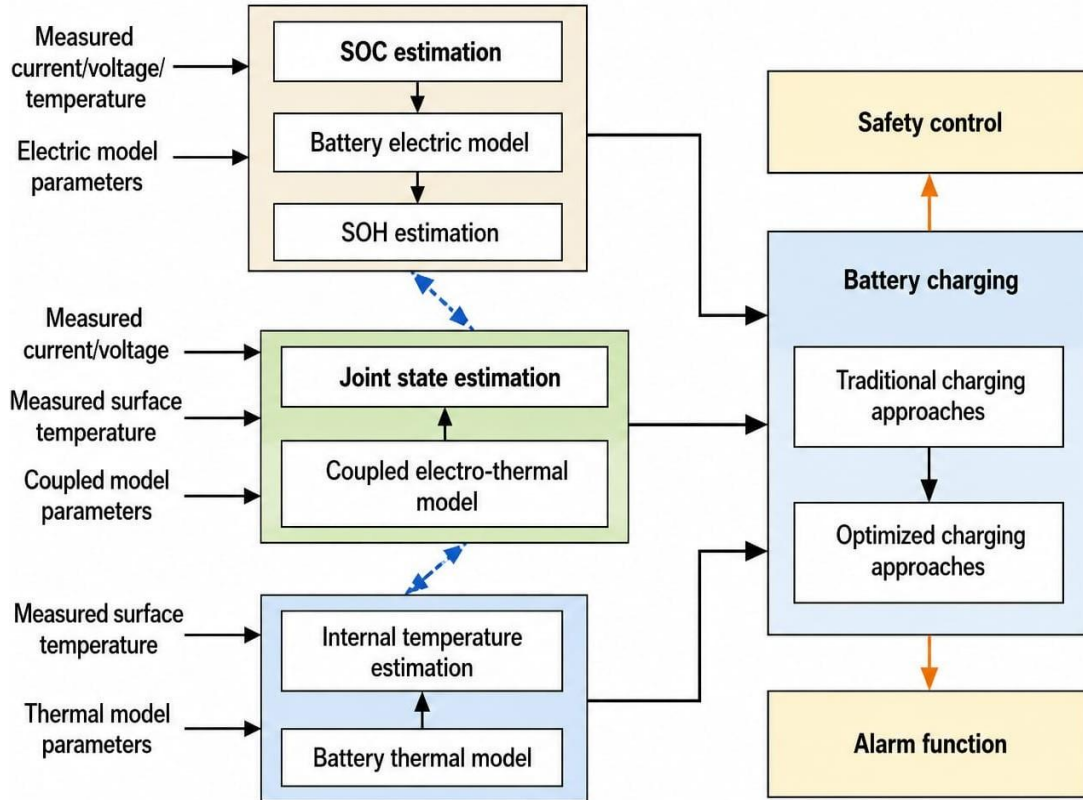 Measured
current/voltage/
temperature
Electric model
parameters
SOC estimation
Battery electric model
SOH estimation
Measured
current/voltage
Measured surface
temperature
Coupled model
parameters
Joint state estimation
Coupled electro-thermal
model
Measured surface
temperature
Thermal model
parameters
Internal temperature
estimation
Battery thermal model
Safety control
Battery charging
Traditional charging
approaches
Optimized charging
approaches
Alarm function